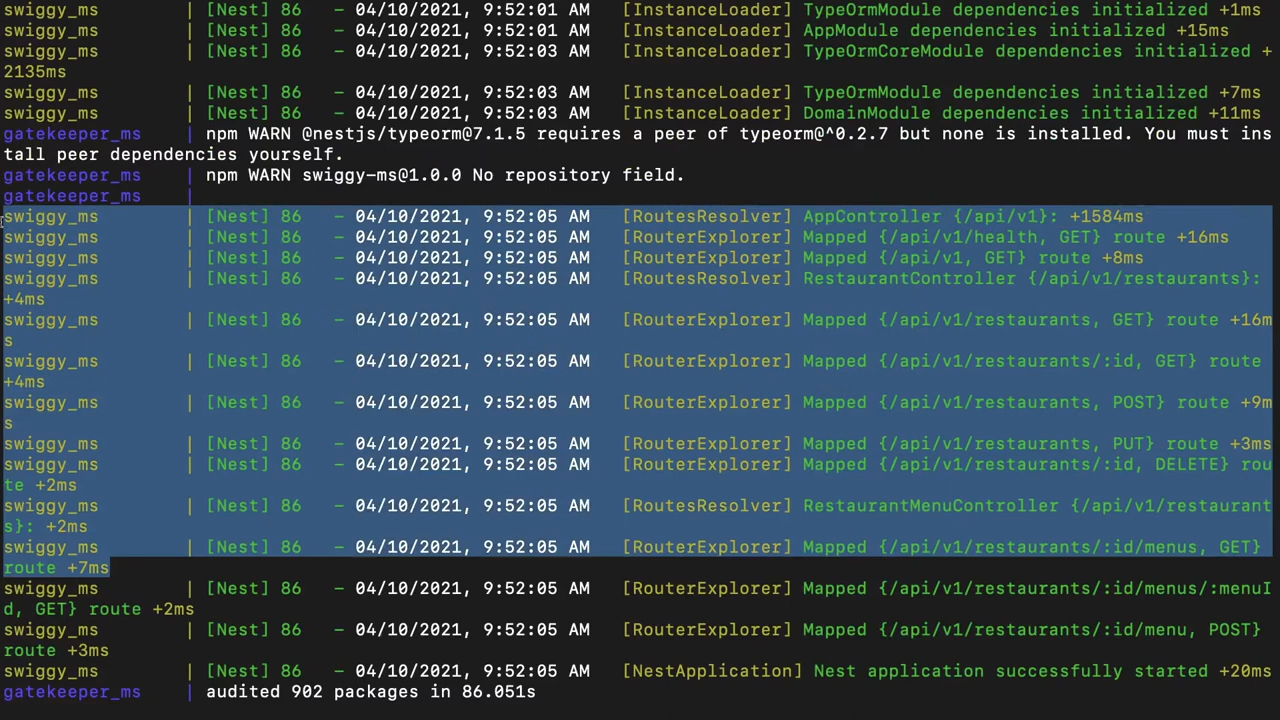 swiggy_ms | [Nest] 86 - 04/10/2021, 9:52:01 AM [InstanceLoader] TypeOrmModule dependencies initialized +1ms
swiggy_ms | [Nest] 86 - 04/10/2021, 9:52:01 AM [InstanceLoader] AppModule dependencies initialized +15ms
swiggy_ms | [Nest] 86 - 04/10/2021, 9:52:03 AM [InstanceLoader] TypeOrmCoreModule dependencies initialized +
2135ms
swiggy_ms | [Nest] 86 - 04/10/2021, 9:52:03 AM [InstanceLoader] TypeOrmModule dependencies initialized +7ms
swiggy_ms | [Nest] 86 - 04/10/2021, 9:52:03 AM [InstanceLoader] DomainModule dependencies initialized +11ms
gatekeeper_ms | npm WARN @nestjs/typeorm@7.1.5 requires a peer of typeorm@^0.2.7 but none is installed. You must ins
tall peer dependencies yourself.
gatekeeper_ms | npm WARN swiggy-ms@1.0.0 No repository field.
gatekeeper_ms |
swiggy_ms | [Nest] 86 - 04/10/2021, 9:52:05 AM [RoutesResolver] AppController {/api/v1}: +1584ms
swiggy_ms | [Nest] 86 - 04/10/2021, 9:52:05 AM [RouterExplorer] Mapped {/api/v1/health, GET} route +16ms
swiggy_ms | [Nest] 86 - 04/10/2021, 9:52:05 AM [RouterExplorer] Mapped {/api/v1, GET} route +8ms
swiggy_ms | [Nest] 86 - 04/10/2021, 9:52:05 AM [RoutesResolver] RestaurantController {/api/v1/restaurants}:
+4ms
swiggy_ms | [Nest] 86 - 04/10/2021, 9:52:05 AM [RouterExplorer] Mapped {/api/v1/restaurants, GET} route +16m
s
swiggy_ms | [Nest] 86 - 04/10/2021, 9:52:05 AM [RouterExplorer] Mapped {/api/v1/restaurants/:id, GET} route
+4ms
swiggy_ms | [Nest] 86 - 04/10/2021, 9:52:05 AM [RouterExplorer] Mapped {/api/v1/restaurants, POST} route +9m
s
swiggy_ms | [Nest] 86 - 04/10/2021, 9:52:05 AM [RouterExplorer] Mapped {/api/v1/restaurants, PUT} route +3ms
swiggy_ms | [Nest] 86 - 04/10/2021, 9:52:05 AM [RouterExplorer] Mapped {/api/v1/restaurants/:id, DELETE} rou
te +2ms
swiggy_ms | [Nest] 86 - 04/10/2021, 9:52:05 AM [RoutesResolver] RestaurantMenuController {/api/v1/restaurant
s}: +2ms
swiggy_ms | [Nest] 86 - 04/10/2021, 9:52:05 AM [RouterExplorer] Mapped {/api/v1/restaurants/:id/menus, GET}
route +7ms
swiggy_ms | [Nest] 86 - 04/10/2021, 9:52:05 AM [RouterExplorer] Mapped {/api/v1/restaurants/:id/menus/:menuI
d, GET} route +2ms
swiggy_ms | [Nest] 86 - 04/10/2021, 9:52:05 AM [RouterExplorer] Mapped {/api/v1/restaurants/:id/menu, POST}
route +3ms
swiggy_ms | [Nest] 86 - 04/10/2021, 9:52:05 AM [NestApplication] Nest application successfully started +20ms
gatekeeper_ms | audited 902 packages in 86.051s